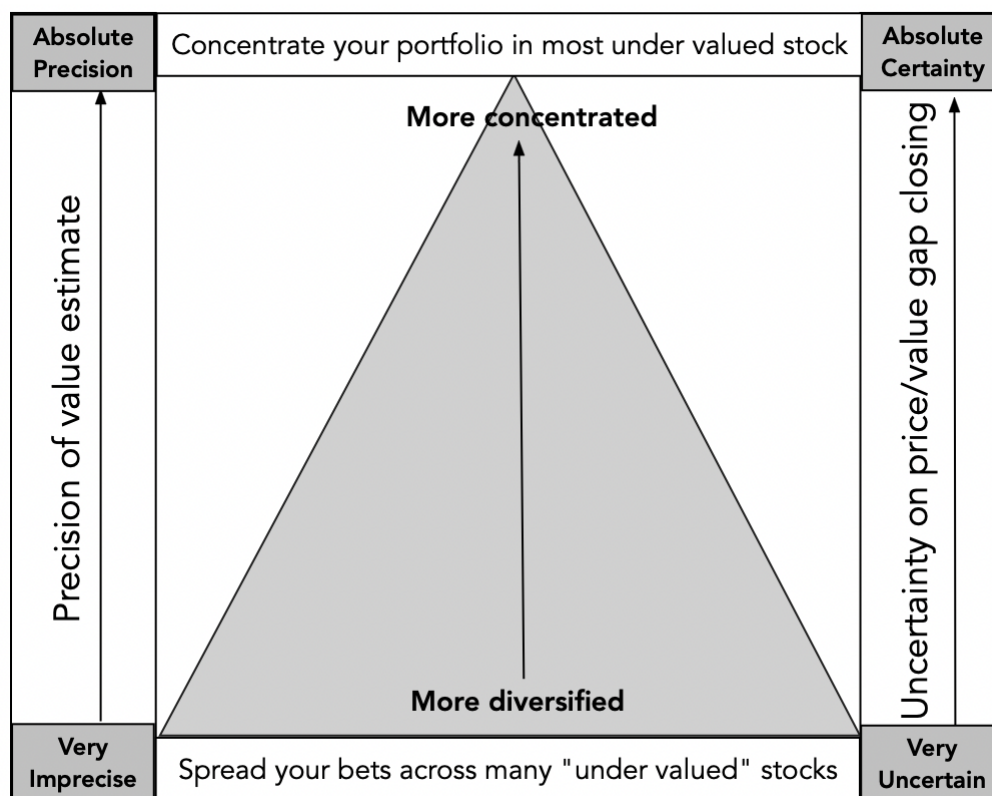 Absolute
Precision
Concentrate your portfolio in most under valued stock
Absolute
Certainty
More concentrated
Precision of value estimate
Uncertainty on price/value gap closing
More diversified
Very
Imprecise
Spread your bets across many "under valued" stocks
Very
Uncertain